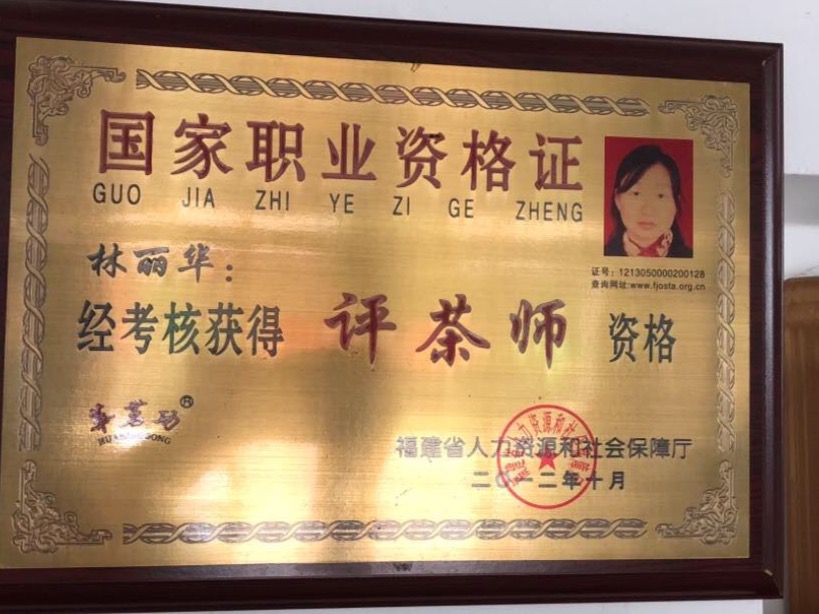 国家职业资格证
GUO JIA ZHI YE ZI GE ZHENG
林丽华：
证号：1213050000200128
查询网址:www.fjosta.org.cn
经考核获得 评茶师 资格
®
福建省人力资源和社会保障厅
二〇一二年十月